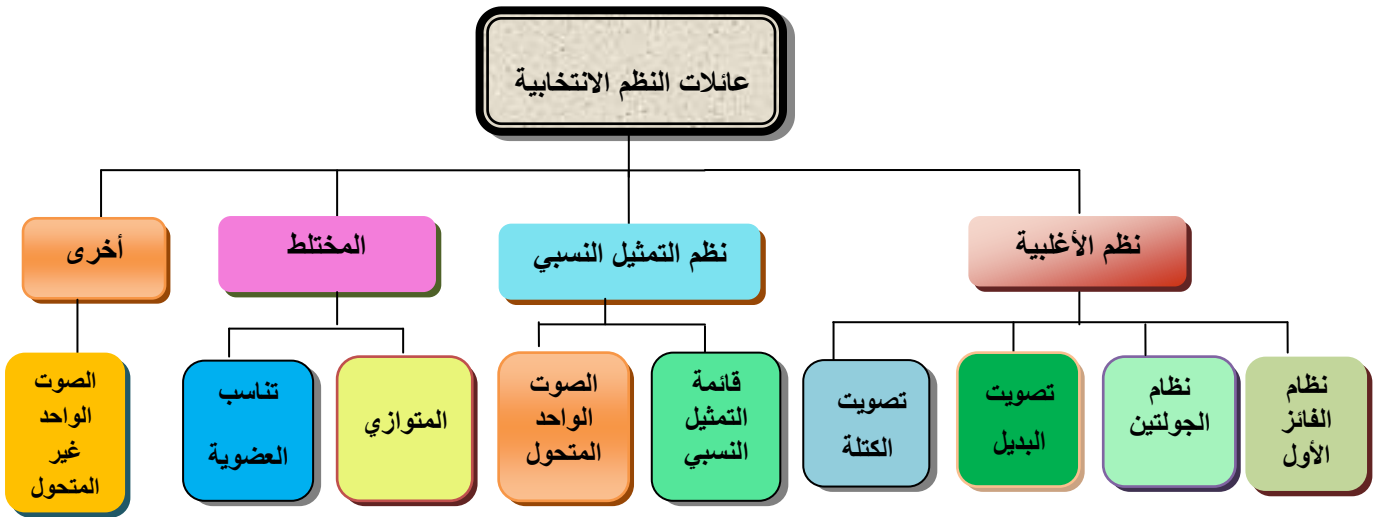 عائلات النظم الانتخابية
نظم الأغلبية
نظم التمثيل النسبي
المختلط
أخرى
نظام
الفائز
الأول
نظام
الجولتين
تصويت
البديل
تصويت
الكتلة
قائمة
التمثيل
النسبي
الصوت
الواحد
المتحول
المتوازي
تناسب
العضوية
الصوت
الواحد
غير
المتحول